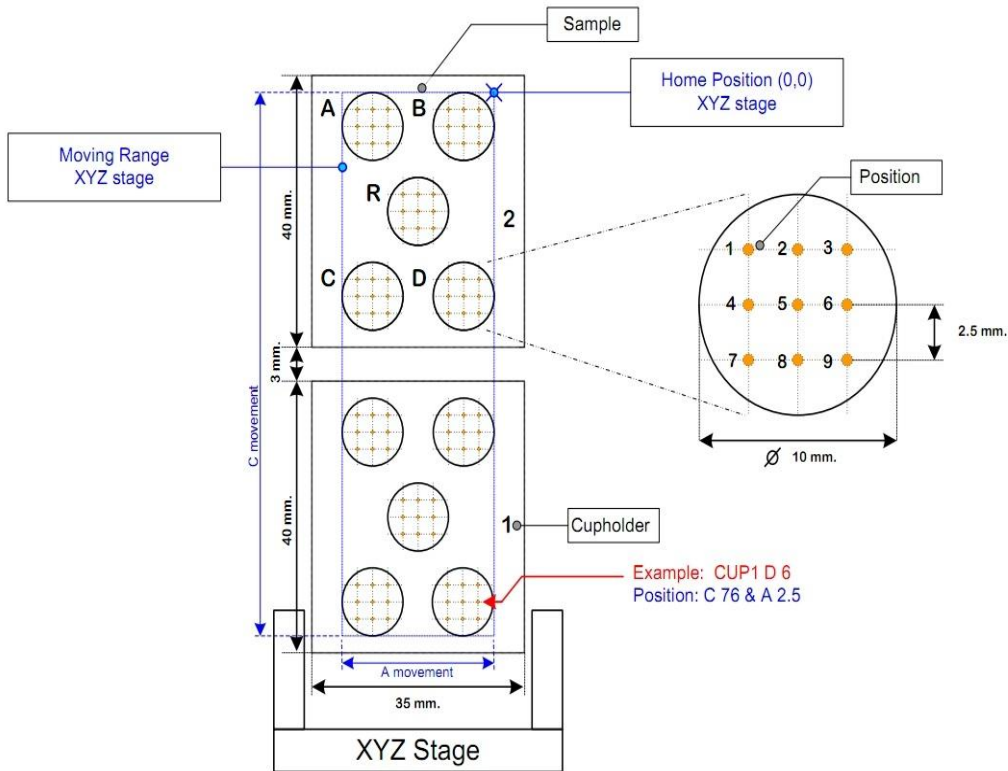 Sample
Home Position (0,0)
XYZ stage
Moving Range
XYZ stage
A
B
R
2
C
D
40 mm.
3 mm.
C movement
Position
1
2
3
4
5
6
7
8
9
2.5 mm.
Ø 10 mm.
40 mm.
1
Cupholder
Example: CUP1 D 6
Position: C 76 & A 2.5
A movement
35 mm.
XYZ Stage